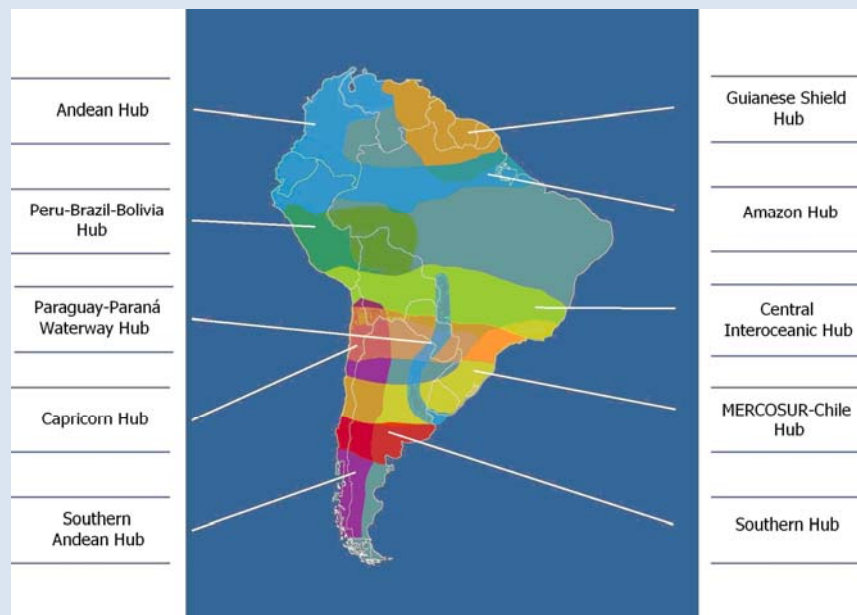 Andean Hub
Peru-Brazil-Bolivia
Hub
Paraguay-Paraná
Waterway Hub
Capricorn Hub
Southern
Andean Hub
Guianese Shield
Hub
Amazon Hub
Central
Interoceanic Hub
MERCOSUR-Chile
Hub
Southern Hub